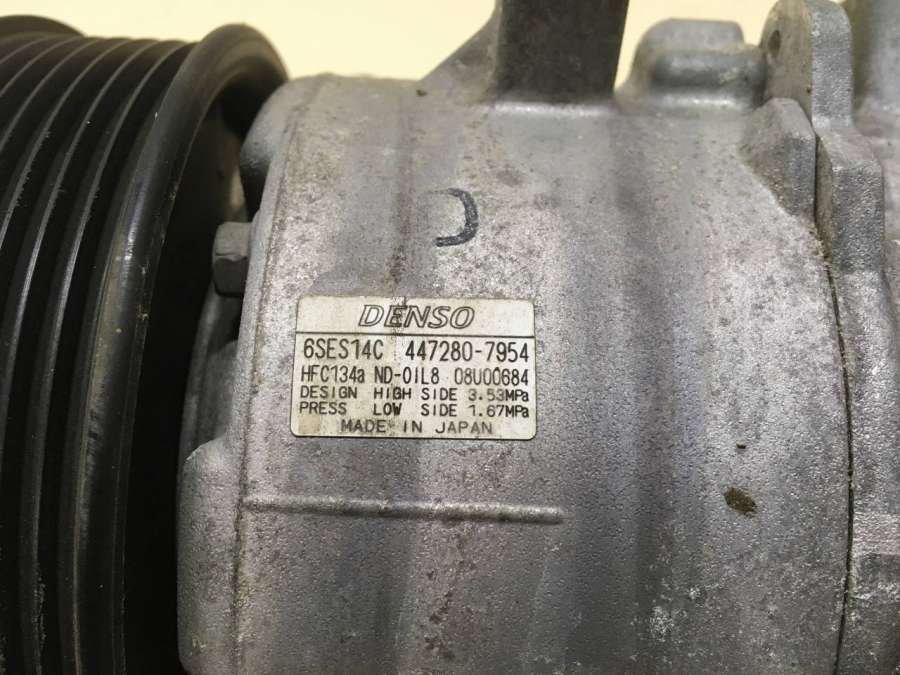 DENSO
6SES14C 447280-7954
HFC134a ND-OIL8 08U00684
DESIGN HIGH SIDE 3.53MPa
PRESS LOW SIDE 1.67MPa
MADE IN JAPAN